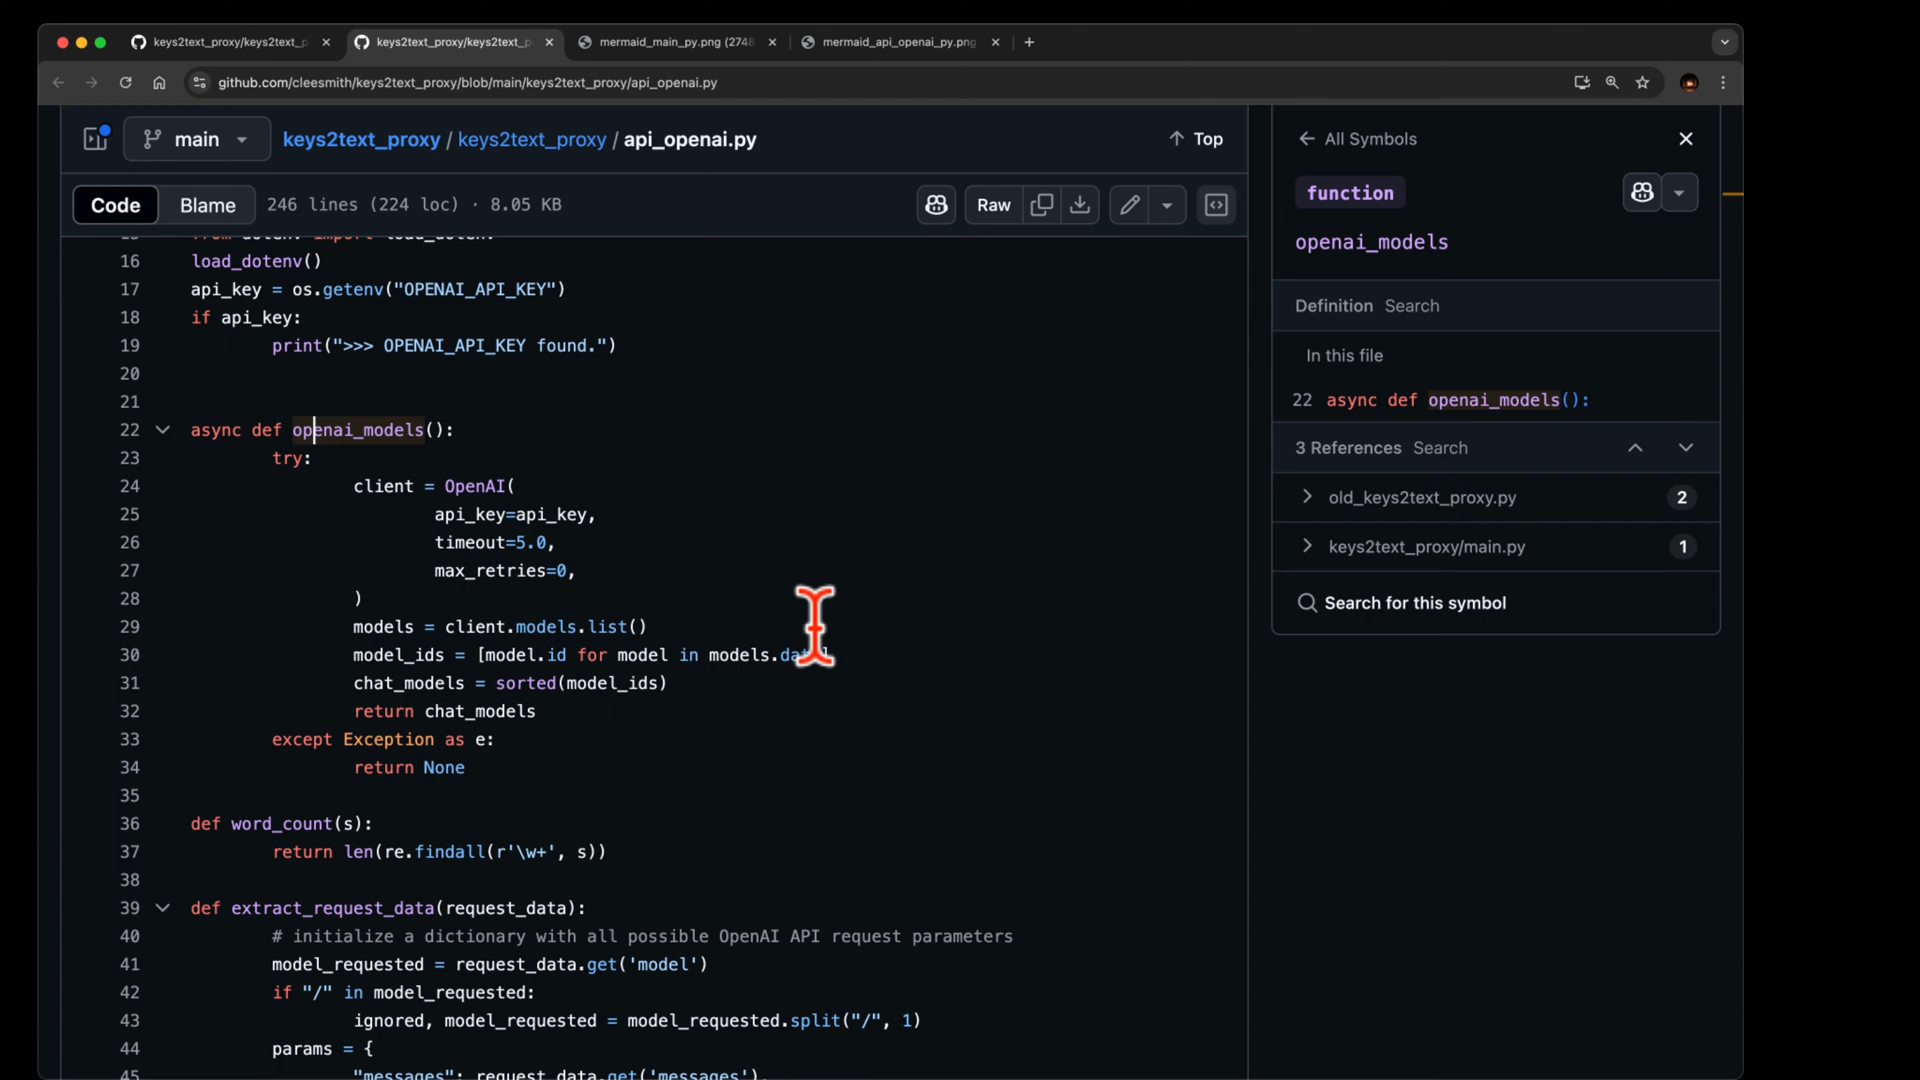 keys2text_proxy/keys2text_p
keys2text_proxy/keys2text_p
mermaid_main_py.png (2748
mermaid_api_openai_py.png
github.com/cleesmith/keys2text_proxy/blob/main/keys2text_proxy/api_openai.py
main
keys2text_proxy / keys2text_proxy / api_openai.py
Top
Code
Blame
246 lines (224 loc) · 8.05 KB
Raw
16 load_dotenv()
17 api_key = os.getenv("OPENAI_API_KEY")
18 if api_key:
19 print(">>> OPENAI_API_KEY found.")
20
21
22 async def openai_models():
23 try:
24 client = OpenAI(
25 api_key=api_key,
26 timeout=5.0,
27 max_retries=0,
28 )
29 models = client.models.list()
30 model_ids = [model.id for model in models.data]
31 chat_models = sorted(model_ids)
32 return chat_models
33 except Exception as e:
34 return None
35
36 def word_count(s):
37 return len(re.findall(r'\w+', s))
38
39 def extract_request_data(request_data):
40 # initialize a dictionary with all possible OpenAI API request parameters
41 model_requested = request_data.get('model')
42 if "/" in model_requested:
43 ignored, model_requested = model_requested.split("/", 1)
44 params = {
45 "messages": request_data.get('messages'),
All Symbols
function
openai_models
Definition Search
In this file
22 async def openai_models():
3 References Search
old_keys2text_proxy.py 2
keys2text_proxy/main.py 1
Search for this symbol